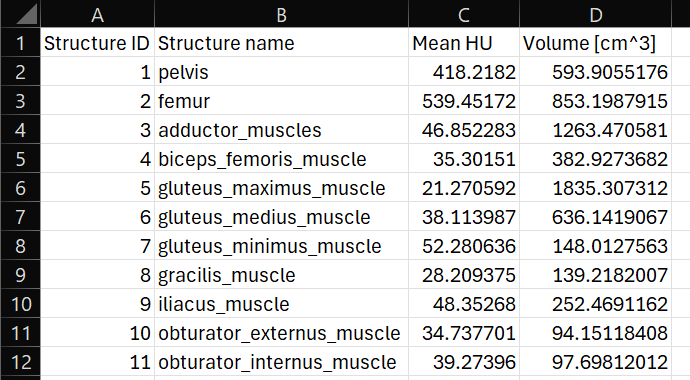 A B C D
1 Structure ID Structure name Mean HU Volume [cm^3]
2 1 pelvis 418.2182 593.9055176
3 2 femur 539.45172 853.1987915
4 3 adductor_muscles 46.852283 1263.470581
5 4 biceps_femoris_muscle 35.30151 382.9273682
6 5 gluteus_maximus_muscle 21.270592 1835.307312
7 6 gluteus_medius_muscle 38.113987 636.1419067
8 7 gluteus_minimus_muscle 52.280636 148.0127563
9 8 gracilis_muscle 28.209375 139.2182007
10 9 iliacus_muscle 48.35268 252.4691162
11 10 obturator_externus_muscle 34.737701 94.15118408
12 11 obturator_internus_muscle 39.27396 97.69812012